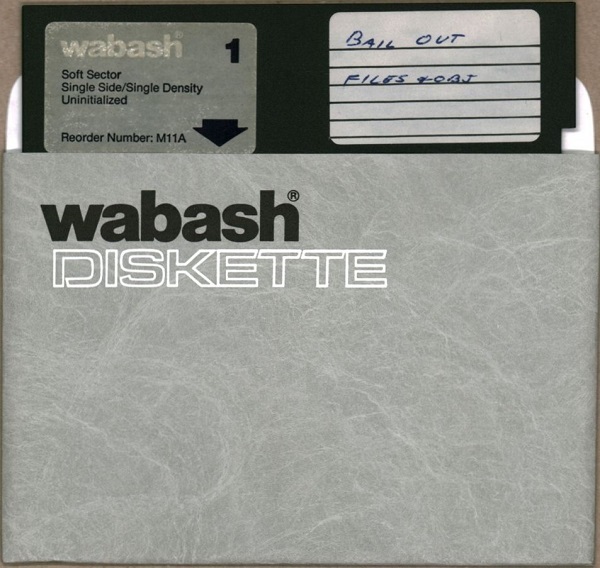 wabash 1
Soft Sector
Single Side/Single Density
Uninitialized
Reorder Number: M11A
BAIL OUT
FILES & OBJ
wabash®
DISKETTE